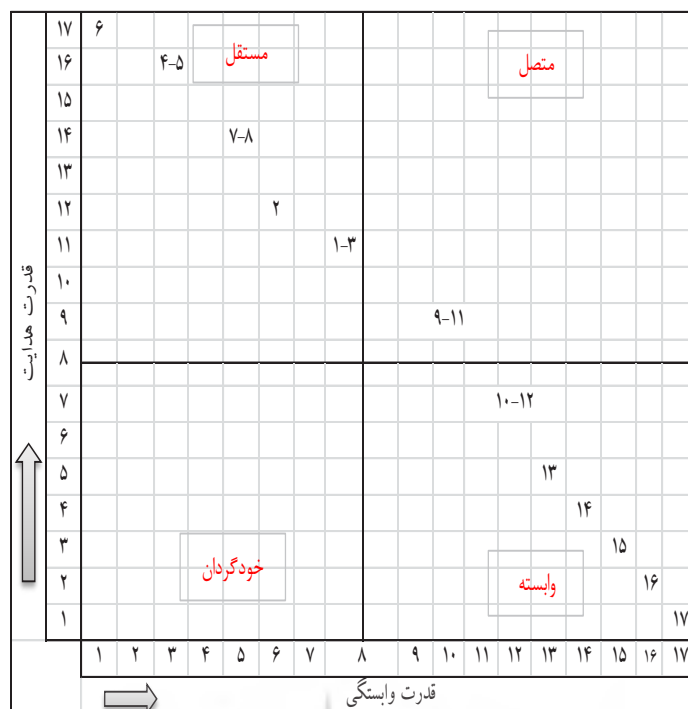 ۱۷ ۶
۱۶ ۴-۵ مستقل متصل
۱۵
۱۴ ۷-۸
۱۳
۱۲ ۲
۱۱ ۱-۳
۱۰
۹ ۹-۱۱
۸
۷ ۱۰-۱۲
۶
۵ ۱۳
۴ ۱۴
۳ ۱۵
خودگردان
۲ وابسته ۱۶
۱ ۱۷
۱ ۲ ۳ ۴ ۵ ۶ ۷ ۸ ۹ ۱۰ ۱۱ ۱۲ ۱۳ ۱۴ ۱۵ ۱۶ ۱۷
قدرت وابستگی
قدرت هدایت